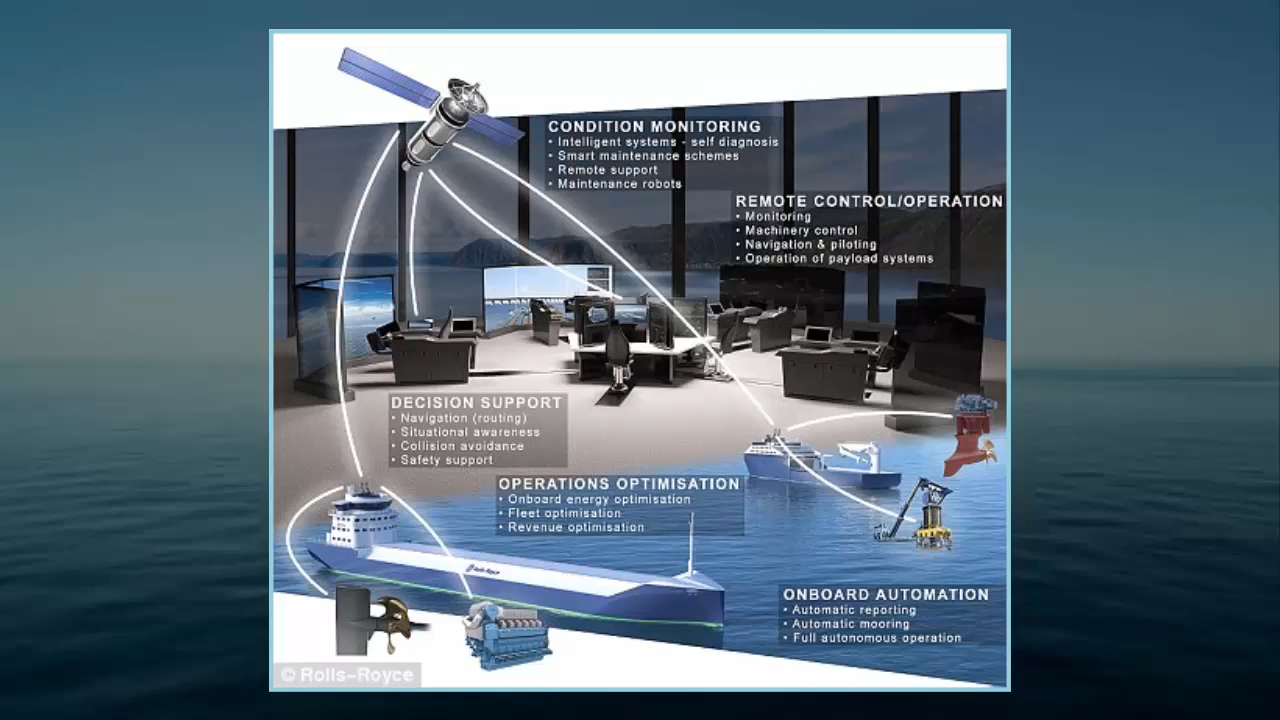 CONDITION MONITORING
• Intelligent systems - self diagnosis
• Smart maintenance schemes
• Remote support
• Maintenance robots
REMOTE CONTROL/OPERATION
• Monitoring
• Machinery control
• Navigation & piloting
• Operation of payload systems
DECISION SUPPORT
• Navigation (routing)
• Situational awareness
• Collision avoidance
• Safety support
OPERATIONS OPTIMISATION
• Onboard energy optimisation
• Fleet optimisation
• Revenue optimisation
Rolls-Royce
ONBOARD AUTOMATION
• Automatic reporting
• Automatic mooring
• Full autonomous operation
© Rolls-Royce